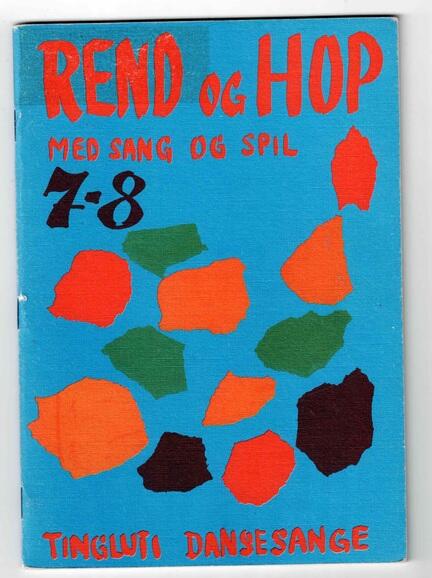 REND OG HOP
MED SANG OG SPIL
7-8
TINGLUTI DANSESANGE